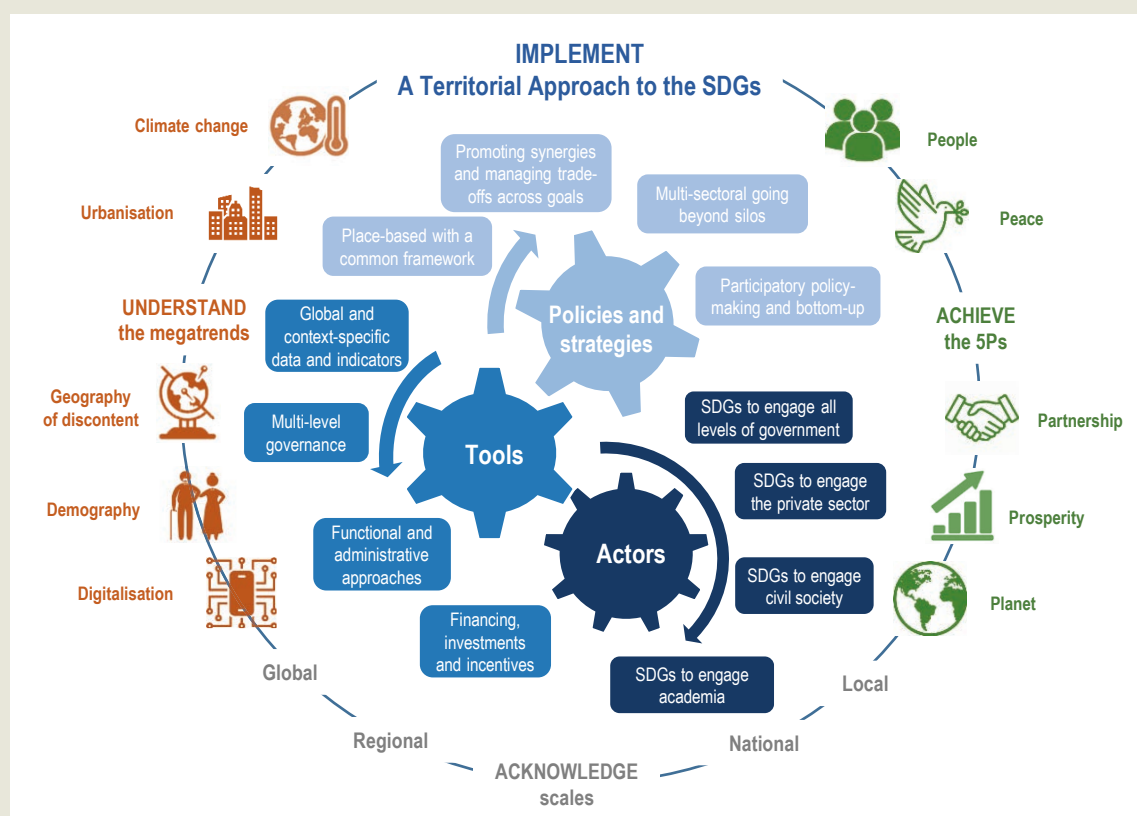 IMPLEMENT
A Territorial Approach to the SDGs
Climate change
Urbanisation
UNDERSTAND
the megatrends
Geography
of discontent
Demography
Digitalisation
Promoting synergies
and managing trade-
offs across goals
Multi-sectoral going
beyond silos
Place-based with a
common framework
Participatory policy-
making and bottom-up
Policies and
strategies
Global and
context-specific
data and indicators
Multi-level
governance
Tools
Functional and
administrative
approaches
Financing,
investments
and incentives
SDGs to engage all
levels of government
SDGs to engage
the private sector
Actors
SDGs to engage
civil society
SDGs to engage
academia
People
Peace
ACHIEVE
the 5Ps
Partnership
Prosperity
Planet
Global
Regional
ACKNOWLEDGE
scales
National
Local